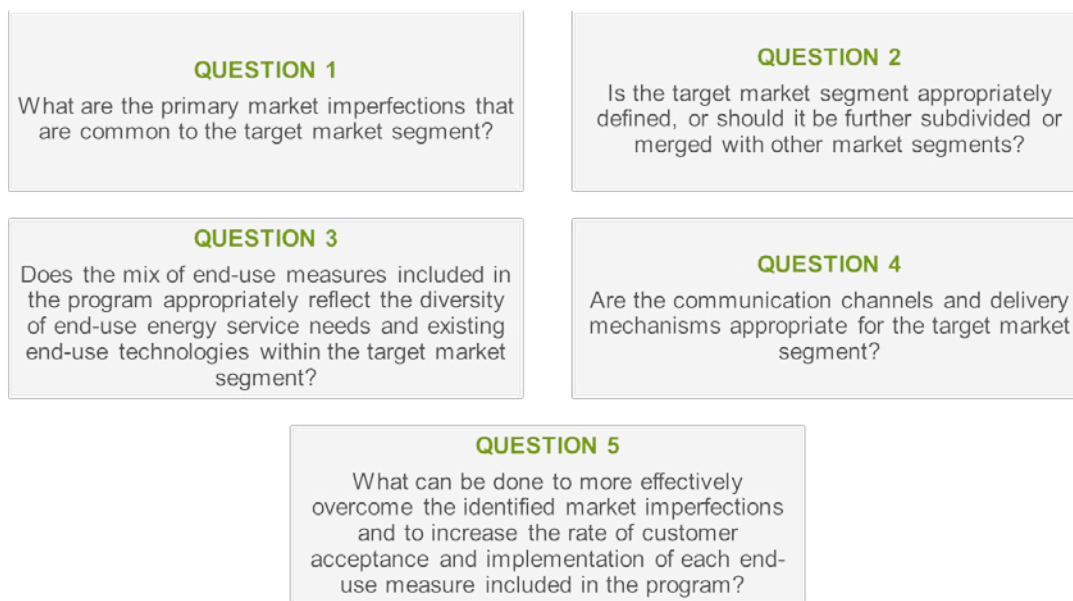 QUESTION 1
What are the primary market imperfections that
are common to the target market segment?
QUESTION 2
Is the target market segment appropriately
defined, or should it be further subdivided or
merged with other market segments?
QUESTION 3
Does the mix of end-use measures included in
the program appropriately reflect the diversity
of end-use energy service needs and existing
end-use technologies within the target market
segment?
QUESTION 4
Are the communication channels and delivery
mechanisms appropriate for the target market
segment?
QUESTION 5
What can be done to more effectively
overcome the identified market imperfections
and to increase the rate of customer
acceptance and implementation of each end-
use measure included in the program?